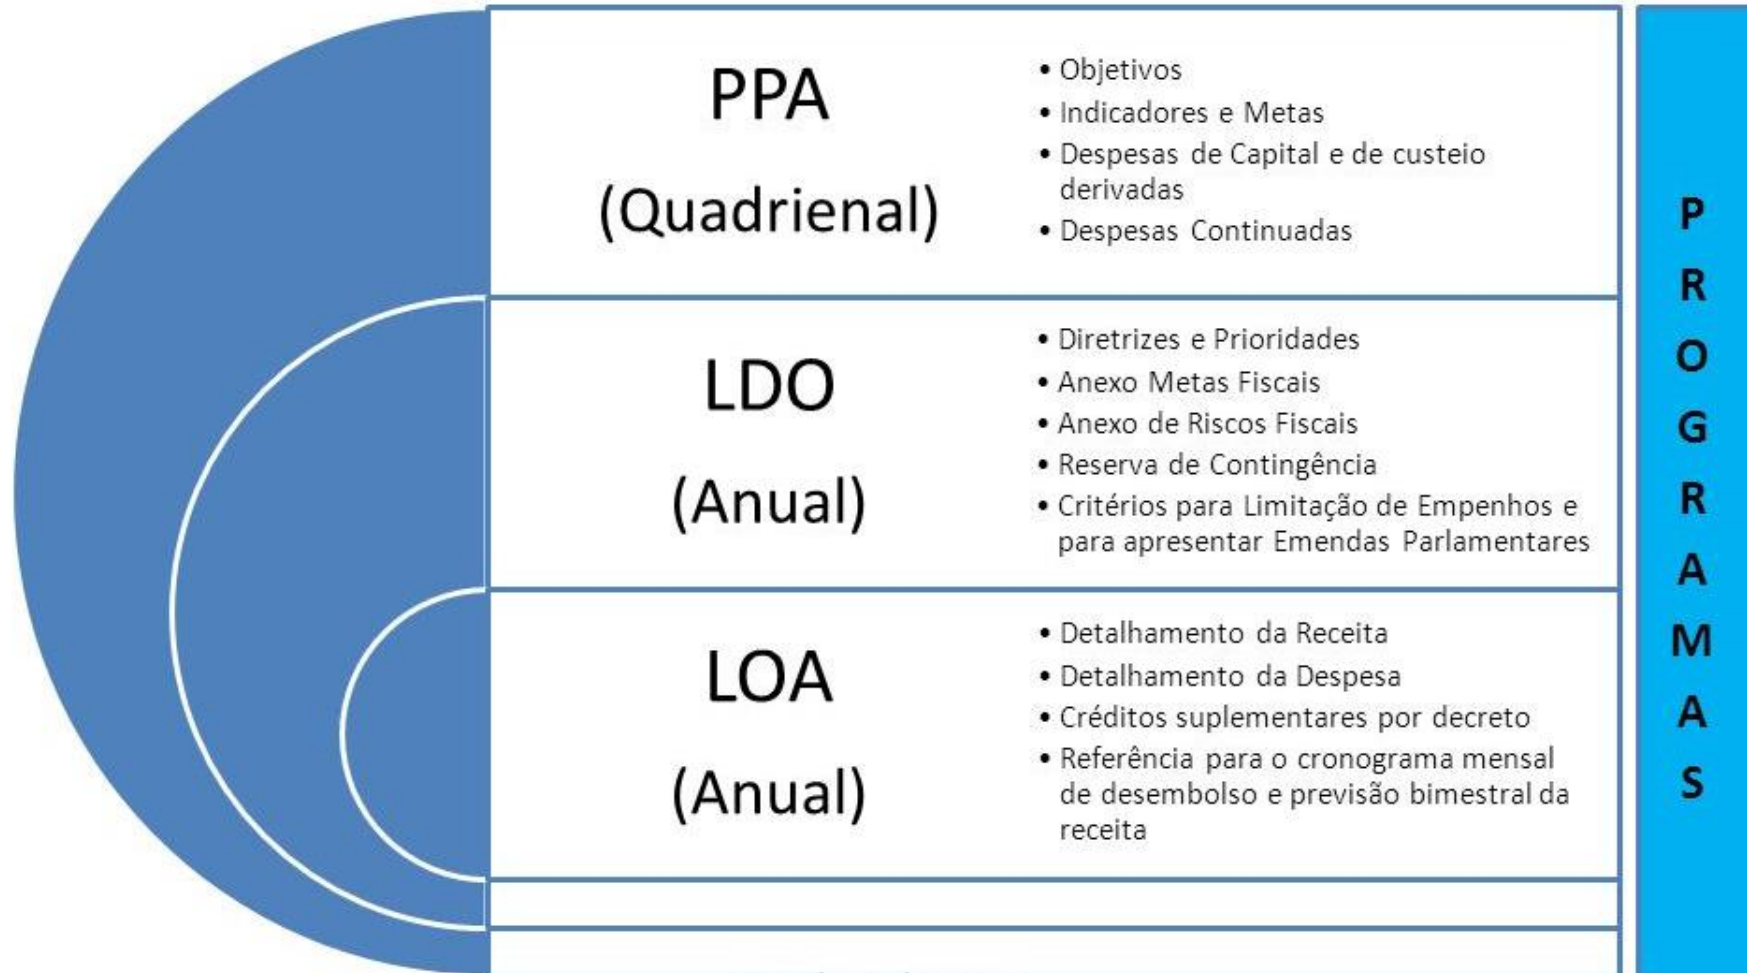 PPA
(Quadrienal)
• Objetivos
• Indicadores e Metas
• Despesas de Capital e de custeio
derivadas
• Despesas Continuadas
LDO
(Anual)
• Diretrizes e Prioridades
• Anexo Metas Fiscais
• Anexo de Riscos Fiscais
• Reserva de Contingência
• Critérios para Limitação de Empenhos e
para apresentar Emendas Parlamentares
LOA
(Anual)
• Detalhamento da Receita
• Detalhamento da Despesa
• Créditos suplementares por decreto
• Referência para o cronograma mensal
de desembolso e previsão bimestral da
receita
P
R
O
G
R
A
M
A
S